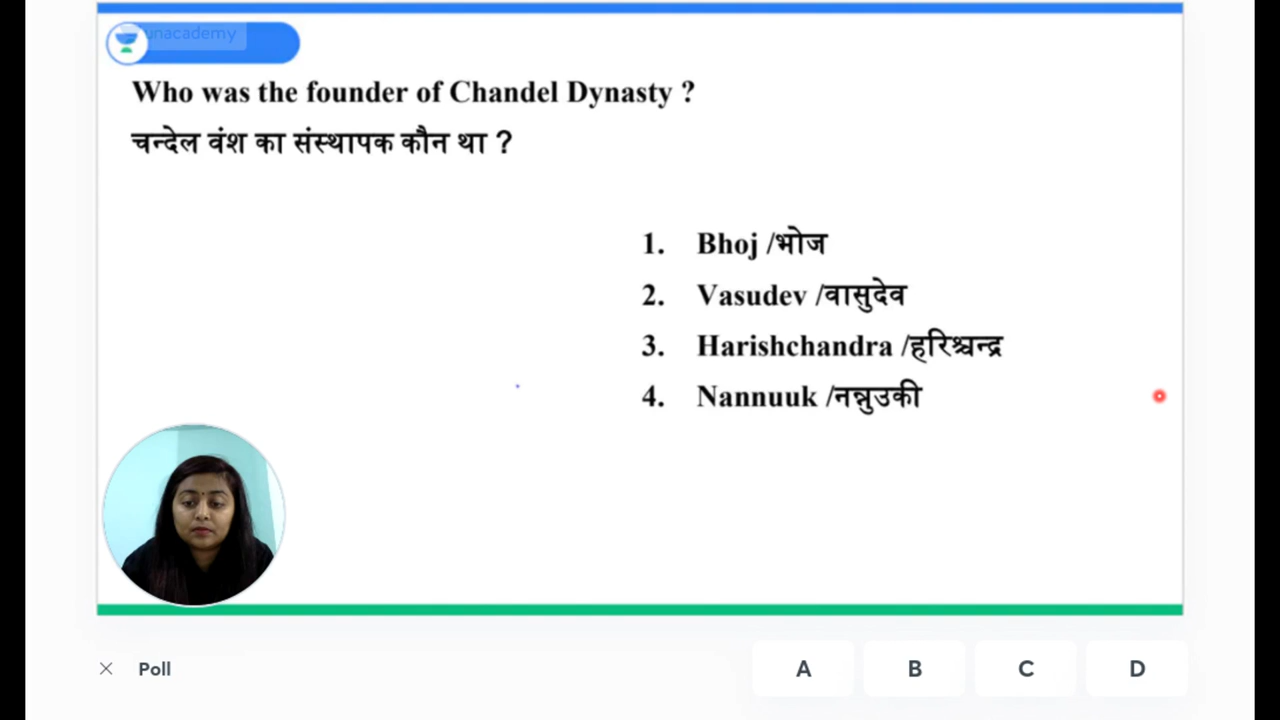 unacademy
Who was the founder of Chandel Dynasty ?
चन्देल वंश का संस्थापक कौन था ?
1. Bhoj /भोज
2. Vasudev /वासुदेव
3. Harishchandra /हरिश्चन्द्र
4. Nannuuk /नन्नुउकी
Poll
A B C D